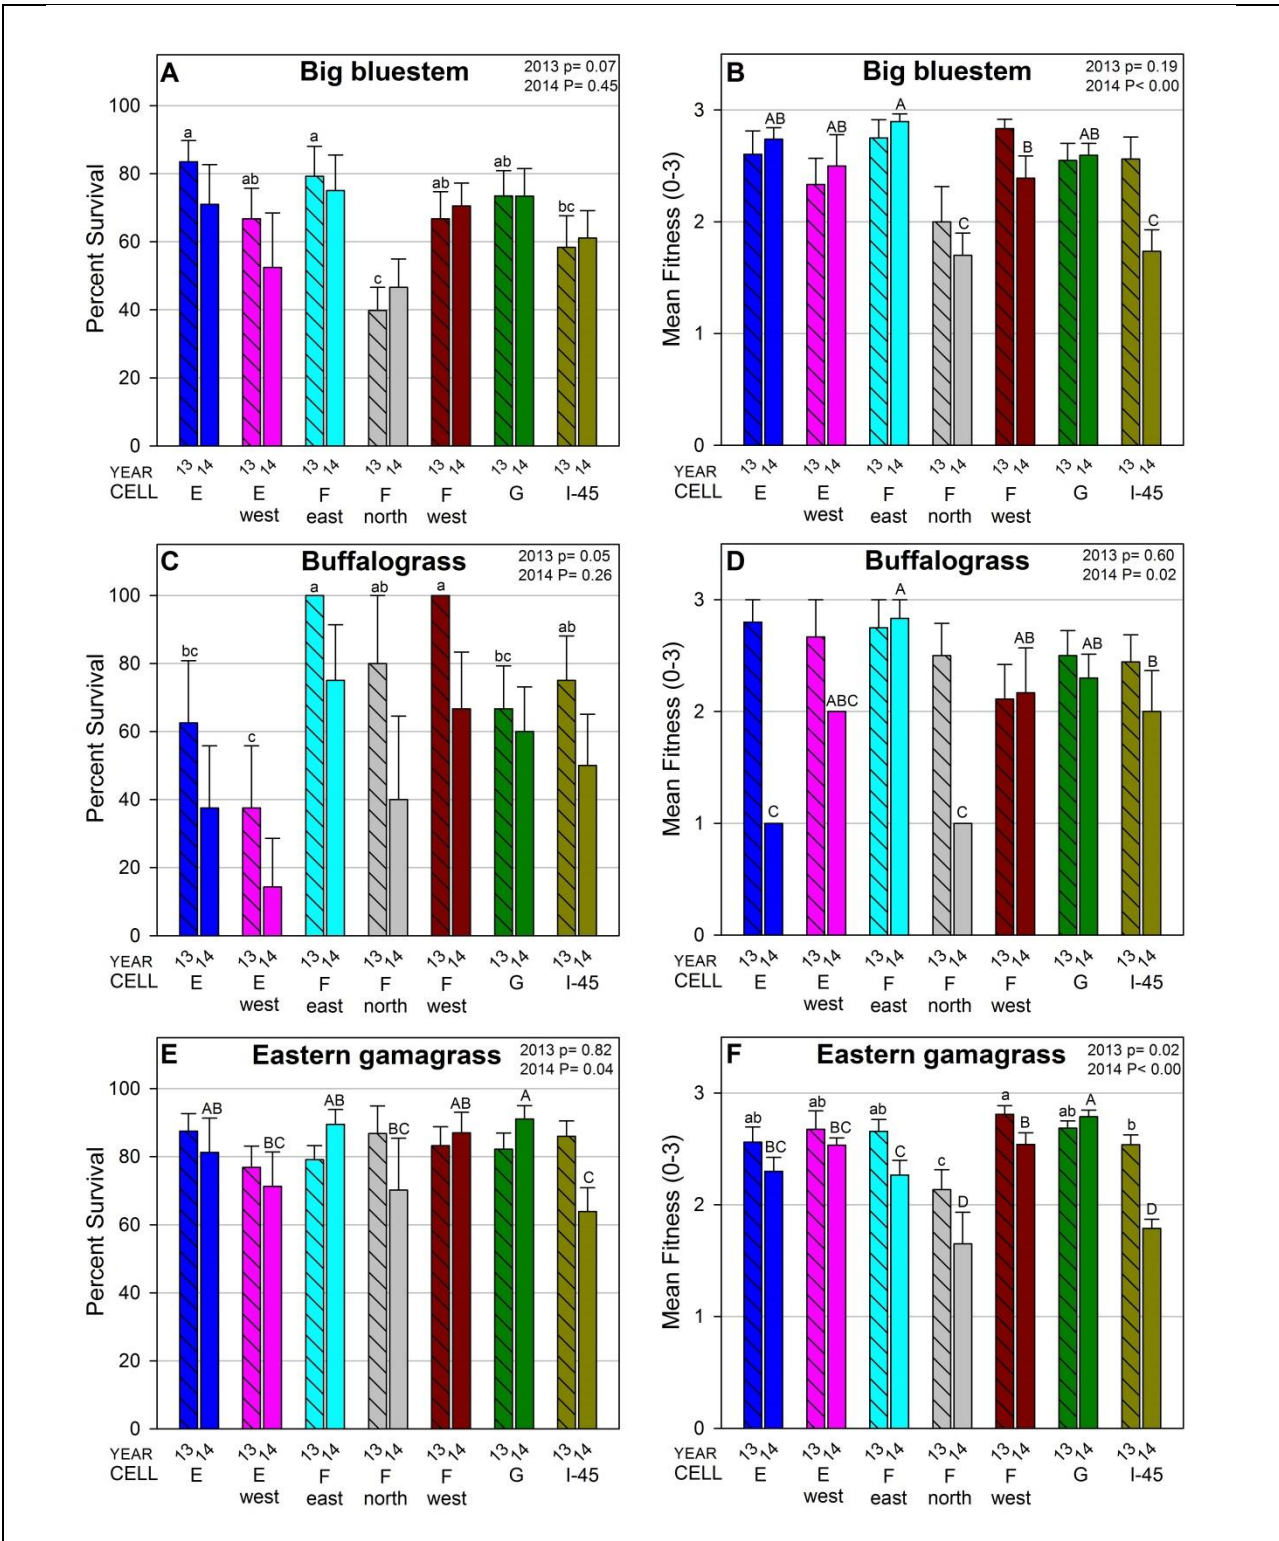 A Big bluestem 2013 p= 0.07
2014 P= 0.45
100
80
60
40
20
0
Percent Survival
a ab a c ab ab bc
YEAR 13 14 13 14 13 14 13 14 13 14 13 14 13 14
CELL E E F F F G I-45
west east north west
B Big bluestem 2013 p= 0.19
2014 P< 0.00
3
2
1
0
Mean Fitness (0-3)
AB AB A C B AB C
YEAR 13 14 13 14 13 14 13 14 13 14 13 14 13 14
CELL E E F F F G I-45
west east north west
C Buffalograss 2013 p= 0.05
2014 P= 0.26
100
80
60
40
20
0
Percent Survival
bc c a ab a bc ab
YEAR 13 14 13 14 13 14 13 14 13 14 13 14 13 14
CELL E E F F F G I-45
west east north west
D Buffalograss 2013 p= 0.60
2014 P= 0.02
3
2
1
0
Mean Fitness (0-3)
C ABC A C AB AB B
YEAR 13 14 13 14 13 14 13 14 13 14 13 14 13 14
CELL E E F F F G I-45
west east north west
E Eastern gamagrass 2013 p= 0.82
2014 P= 0.04
100
80
60
40
20
0
Percent Survival
AB BC AB BC AB A C
YEAR 13 14 13 14 13 14 13 14 13 14 13 14 13 14
CELL E E F F F G I-45
west east north west
F Eastern gamagrass 2013 p= 0.02
2014 P< 0.00
3
2
1
0
Mean Fitness (0-3)
ab BC ab BC ab C c D a B ab A b D
YEAR 13 14 13 14 13 14 13 14 13 14 13 14 13 14
CELL E E F F F G I-45
west east north west